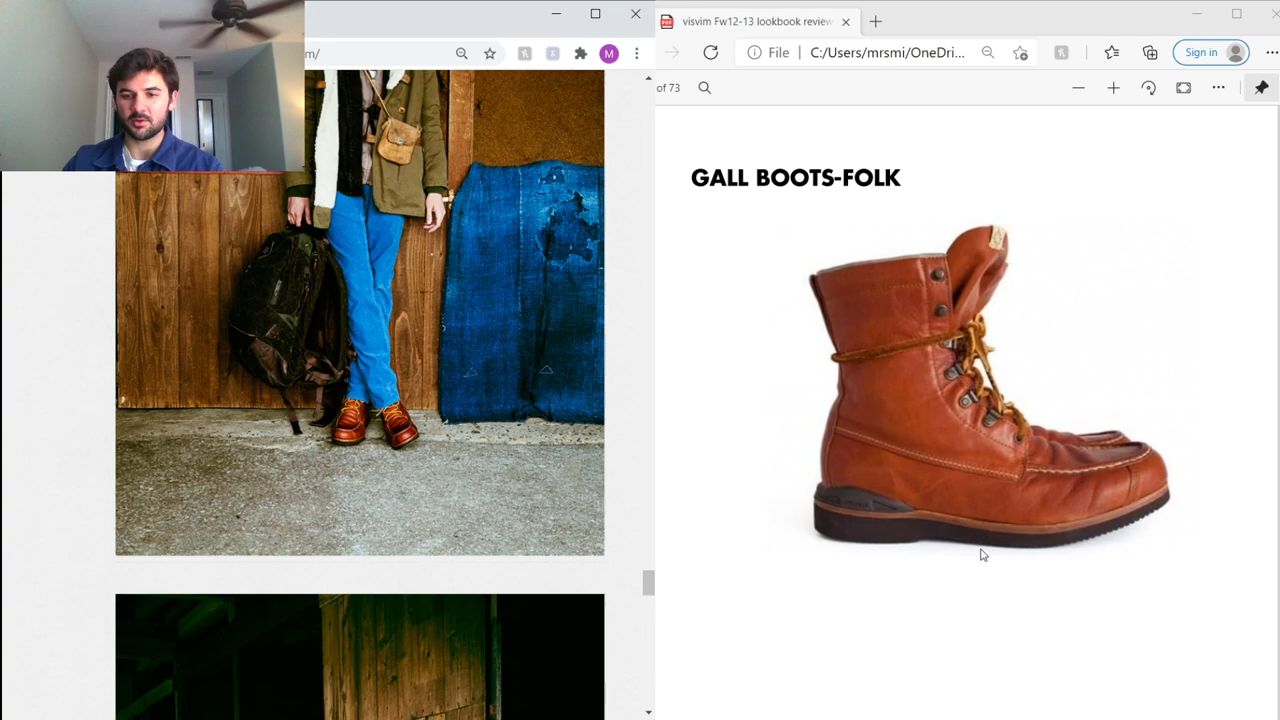 m/
M
visvim Fw12-13 lookbook review
File
C:/Users/mrsmi/OneDri...
Sign in
of 73
GALL BOOTS-FOLK